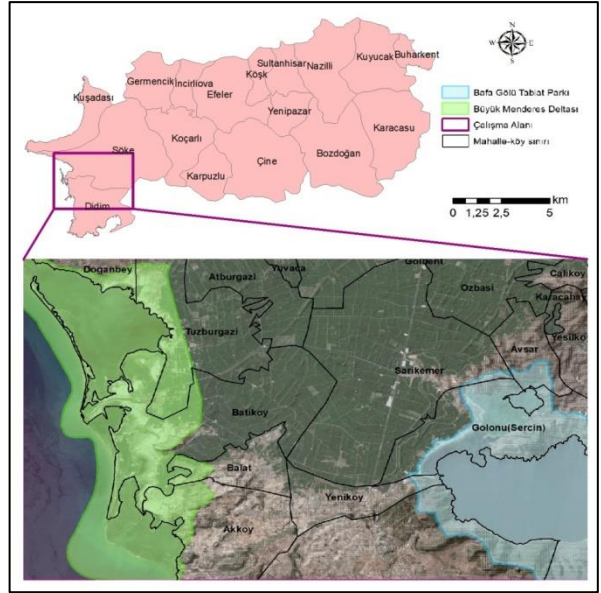 N
W E
S
Kuyucak Buharkent
Sultanhisar Nazilli
Köşk
Germencik İncirliova
Efeler
Kuşadası
Yenipazar
Karacasu
Koçarlı
Söke
Bozdoğan
Çine
Karpuzlu
Didim
Bafa Gölü Tabiat Parkı
Büyük Menderes Deltası
Çalışma Alanı
Mahalle-köy sınırı
km
0 1,25 2,5 5
Doganbey
Atburgazi
Yuvaca
Golbent
Ozbasi
Calikoy
Karacahay
Yesilko
Tuzburgazi
Avsar
Sarikemer
Batikoy
Golonu(Sercin)
Balat
Yenikoy
Akkoy